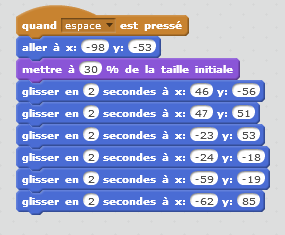 quand espace est pressé
aller à x: -98 y: -53
mettre à 30 % de la taille initiale
glisser en 2 secondes à x: 46 y: -56
glisser en 2 secondes à x: 47 y: 51
glisser en 2 secondes à x: -23 y: 53
glisser en 2 secondes à x: -24 y: -18
glisser en 2 secondes à x: -59 y: -19
glisser en 2 secondes à x: -62 y: 85